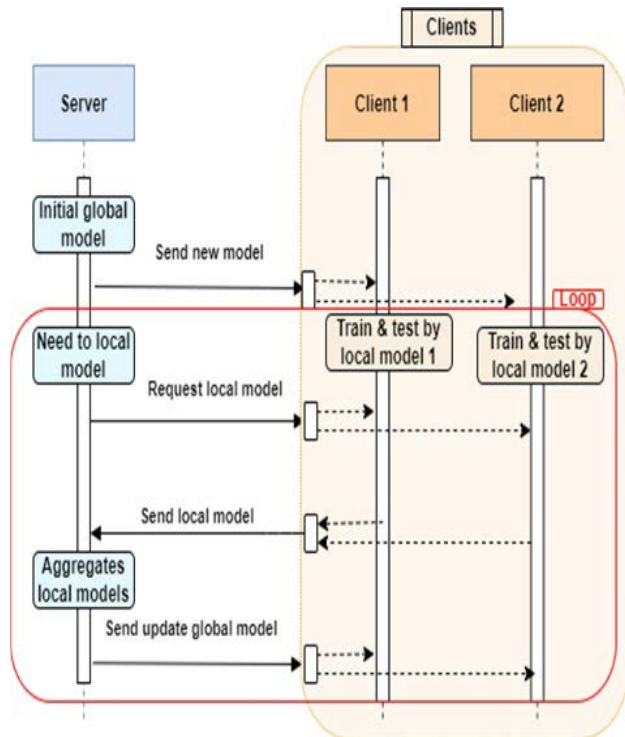 Clients
Server
Client 1
Client 2
Initial global
model
Send new model
Loop
Need to local
model
Train & test by
local model 1
Train & test by
local model 2
Request local model
Send local model
Aggregates
local models
Send update global model